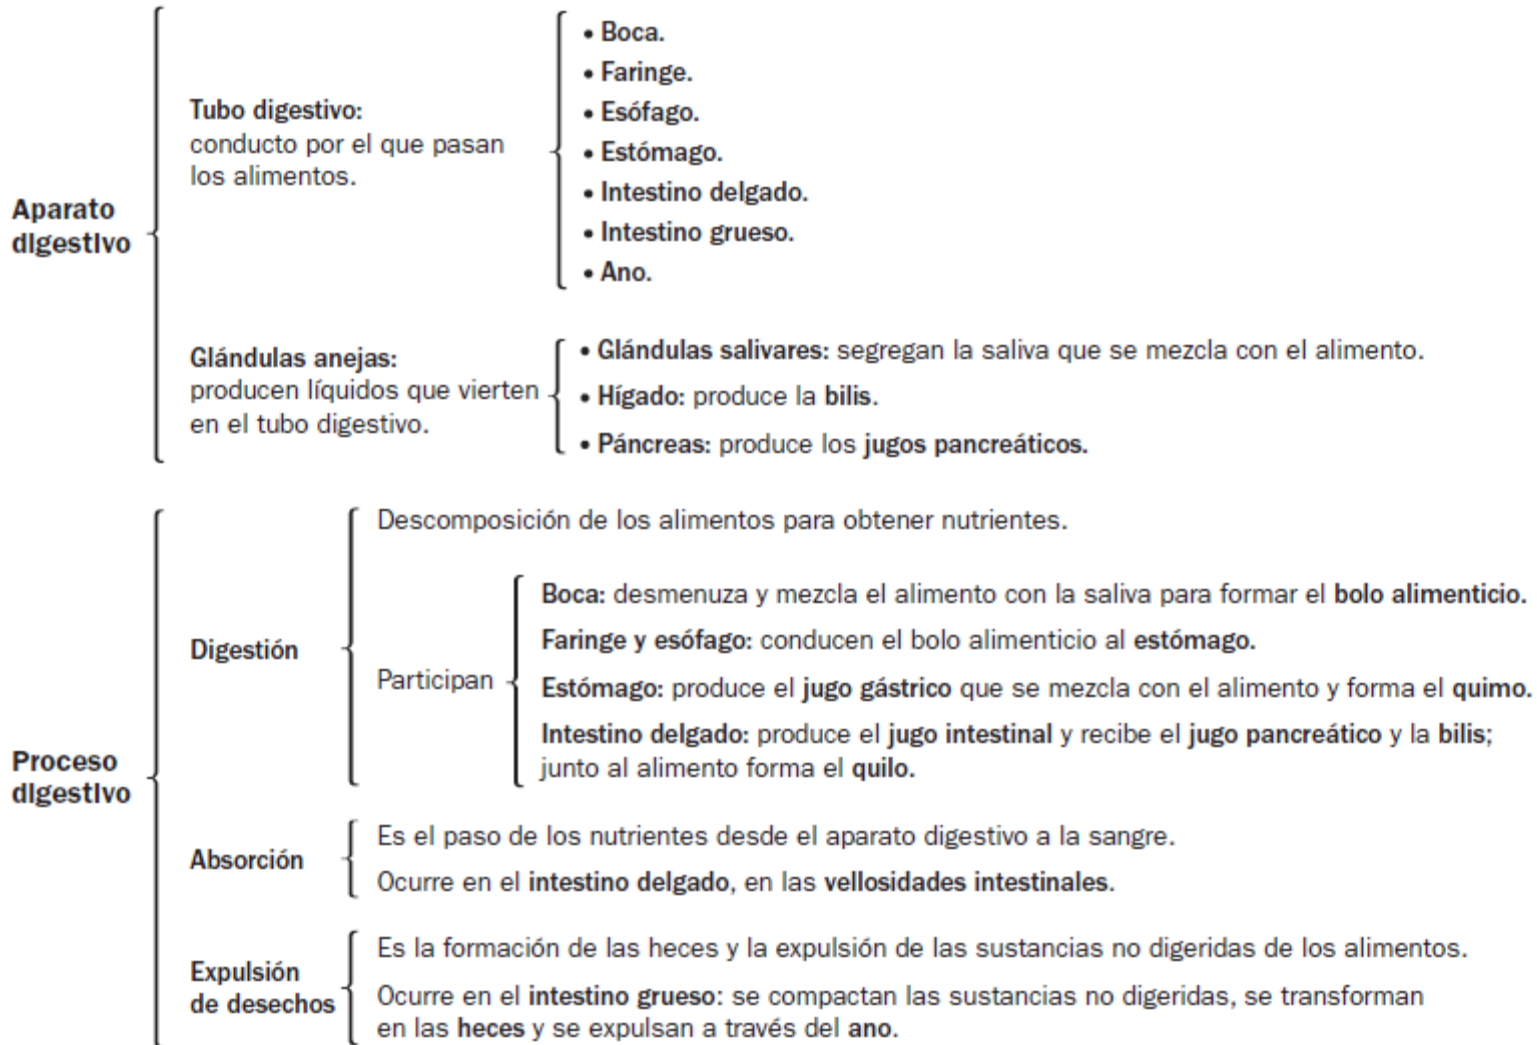 Aparato
digestivo
Tubo digestivo:
conducto por el que pasan
los alimentos.
• Boca.
• Faringe.
• Esófago.
• Estómago.
• Intestino delgado.
• Intestino grueso.
• Ano.
Glándulas anejas:
producen líquidos que vierten
en el tubo digestivo.
• Glándulas salivares: segregan la saliva que se mezcla con el alimento.
• Hígado: produce la bilis.
• Páncreas: produce los jugos pancreáticos.
Proceso
digestivo
Digestión
Descomposición de los alimentos para obtener nutrientes.
Participan
Boca: desmenuza y mezcla el alimento con la saliva para formar el bolo alimenticio.
Faringe y esófago: conducen el bolo alimenticio al estómago.
Estómago: produce el jugo gástrico que se mezcla con el alimento y forma el quimo.
Intestino delgado: produce el jugo intestinal y recibe el jugo pancreático y la bilis;
junto al alimento forma el quilo.
Absorción
Es el paso de los nutrientes desde el aparato digestivo a la sangre.
Ocurre en el intestino delgado, en las vellosidades intestinales.
Expulsión
de desechos
Es la formación de las heces y la expulsión de las sustancias no digeridas de los alimentos.
Ocurre en el intestino grueso: se compactan las sustancias no digeridas, se transforman
en las heces y se expulsan a través del ano.